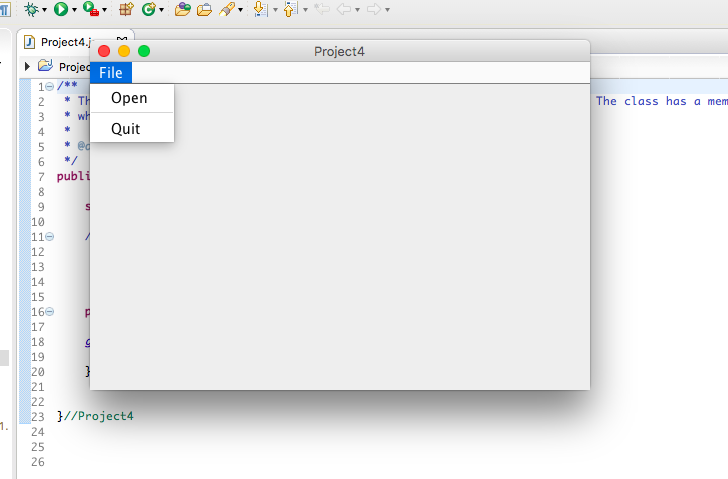 Project4.j
Project4
File
Projec
Open
Quit
1 /**
2 * Th The class has a mem
3 * wh
4 *
5 * @a
6 */
7 publi
8
9 s
10
11 /
12
13
14
15
16 p
17
18 g
19
20 }
21
22
23 }//Project4
24
25
26
1.